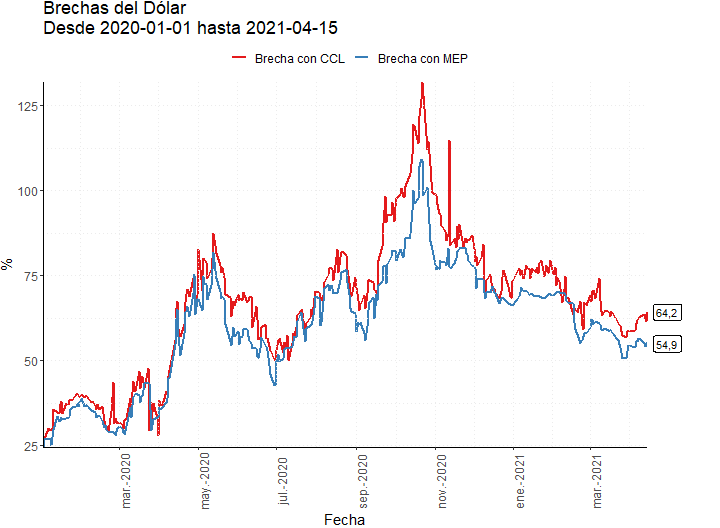 Brechas del Dólar
Desde 2020-01-01 hasta 2021-04-15
Brecha con CCL Brecha con MEP
%
125
100
75
50
25
64,2
54,9
mar.-2020 may.-2020 jul.-2020 sep.-2020 nov.-2020 ene.-2021 mar.-2021
Fecha